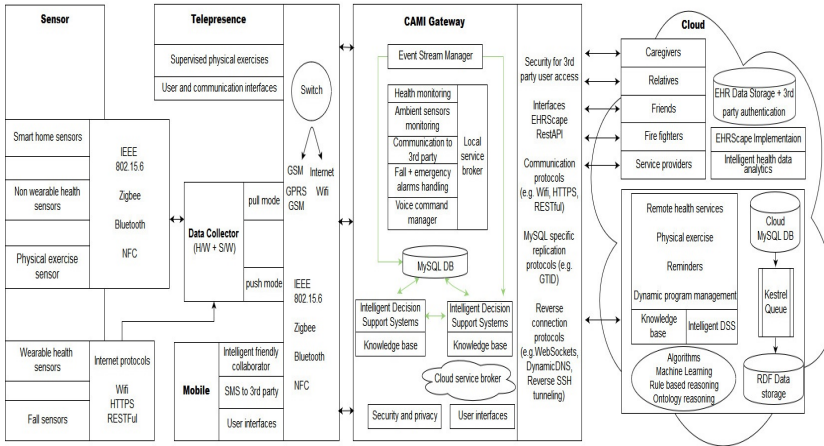 Sensor
Smart home sensors
Non wearable health
sensors
Physical exercise
sensor
Wearable health
sensors
Fall sensors
IEEE
802.15.6
Zigbee
Bluetooth
NFC
Internet protocols
Wifi
HTTPS
RESTFul
Telepresence
Supervised physical exercises
User and communication interfaces
Switch
GSM
GPRS
GSM
Internet
Wifi
Data Collector
(H/W + S/W)
pull mode
push mode
IEEE
802.15.6
Zigbee
Bluetooth
NFC
Mobile
Intelligent friendly
collaborator
SMS to 3rd party
User interfaces
CAMI Gateway
Event Stream Manager
Health monitoring
Ambient sensors
monitoring
Communication to
3rd party
Fall + emergency
alarms handling
Voice command
manager
Local
service
broker
MySQL DB
Intelligent Decision
Support Systems
Knowledge base
Intelligent Decision
Support Systems
Knowledge base
Cloud service broker
Security and privacy
User interfaces
Security for 3rd
party user access
Interfaces
EHRScape
RestAPI
Communication
protocols
(e.g. Wifi, HTTPS,
RESTful)
MySQL specific
replication
protocols (e.g.
GTID)
Reverse
connection
protocols
(e.g.WebSockets,
DynamicDNS,
Reverse SSH
tunneling)
Cloud
Caregivers
Relatives
Friends
Fire fighters
Service providers
EHR Data Storage + 3rd
party authentication
EHRScape Implementaion
Intelligent health data
analytics
Remote health services
Physical exercise
Reminders
Dynamic program management
Knowledge
base
Intelligent DSS
Algorithms
Machine Learning
Rule based reasoning
Ontology reasoning
Cloud
MySQL DB
Kestrel
Queue
RDF Data
storage